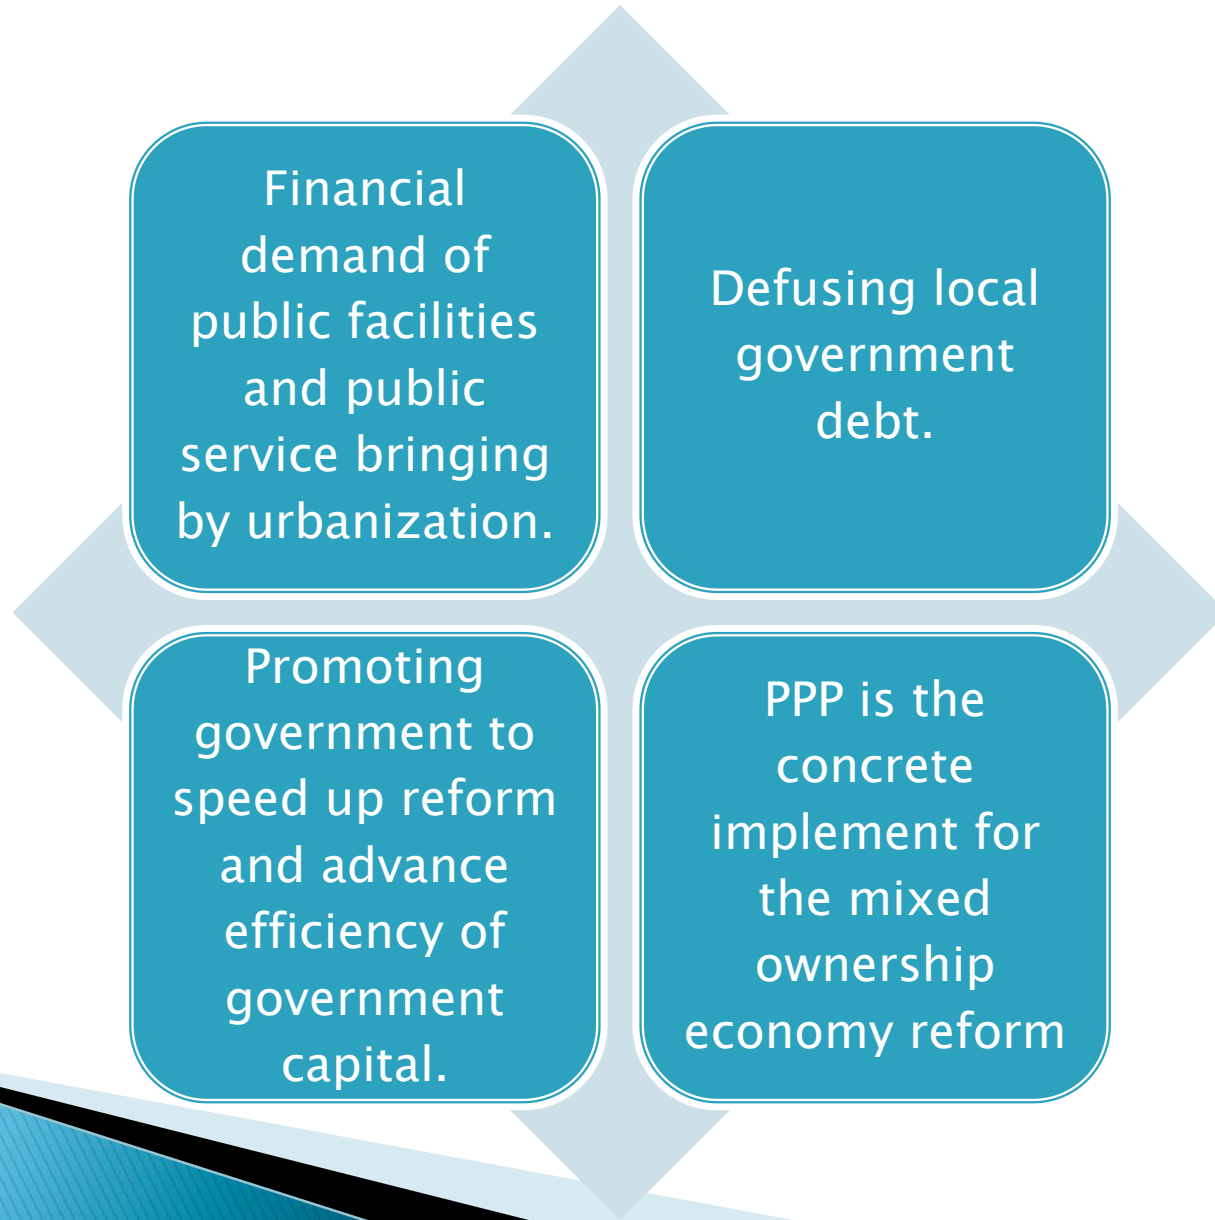 Financial
demand of
public facilities
and public
service bringing
by urbanization.
Defusing local
government
debt.
Promoting
government to
speed up reform
and advance
efficiency of
government
capital.
PPP is the
concrete
implement for
the mixed
ownership
economy reform